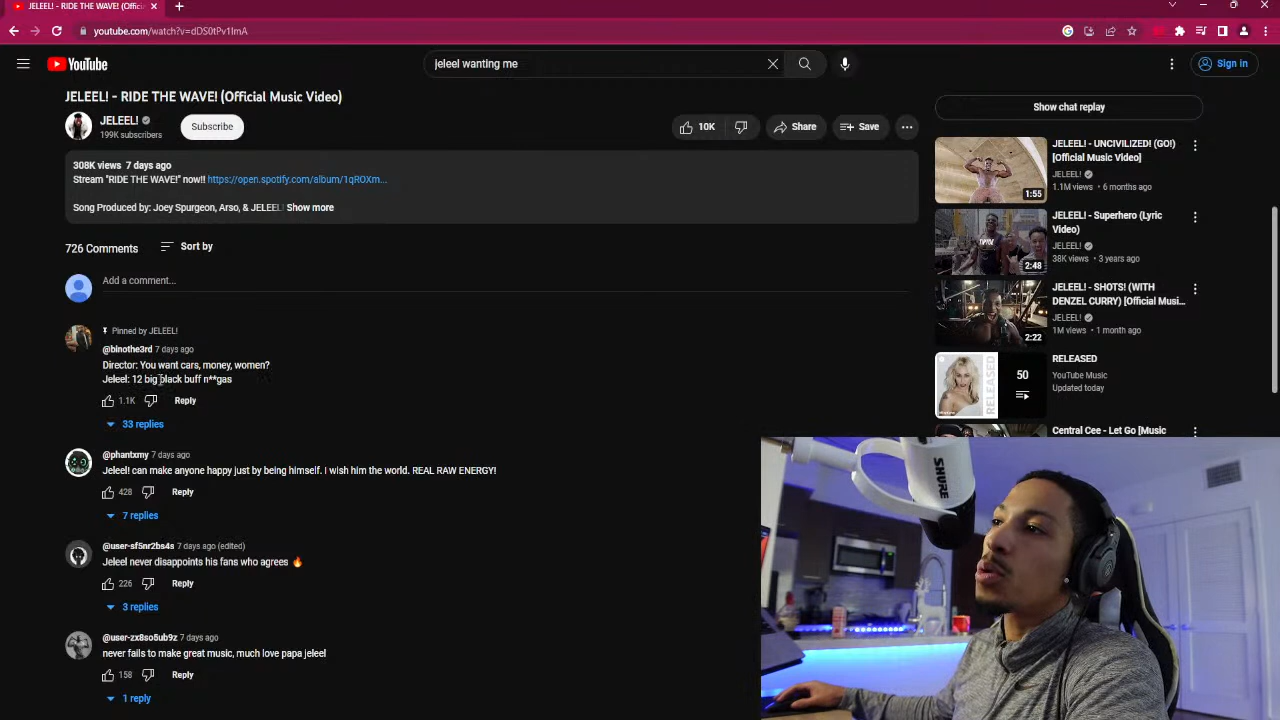 JELEEL! - RIDE THE WAVE! (Offici
youtube.com/watch?v=dDS0tPv1ImA
YouTube
jeleel wanting me
Sign in
JELEEL! - RIDE THE WAVE! (Official Music Video)
JELEEL!
199K subscribers
Subscribe
10K
Share
Save
308K views 7 days ago
Stream "RIDE THE WAVE!" now!! https://open.spotify.com/album/1qR0Xm...
Song Produced by: Joey Spurgeon, Arso, & JELEEL! Show more
726 Comments
Sort by
Add a comment...
Pinned by JELEEL!
@blnothe3rd 7 days ago
Director: You want cars, money, women?
Jeleel: 12 big black buff n**gas
1.1K
Reply
33 replies
@phantxmy 7 days ago
Jeleel! can make anyone happy just by being himself. I wish him the world. REAL RAW ENERGY!
428
Reply
7 replies
@user-sf5nr2bs4s 7 days ago (edited)
Jeleel never disappoints his fans who agrees 🔥
226
Reply
3 replies
@user-zx8so5ub9z 7 days ago
never fails to make great music, much love papa jeleel
158
Reply
1 reply
Show chat replay
JELEEL! - UNCIVILIZED! (GO!)
[Official Music Video]
JELEEL!
1.1M views • 6 months ago
1:55
JELEEL! - Superhero (Lyric
Video)
JELEEL!
38K views • 3 years ago
2:48
JELEEL! - SHOTS! (WITH
DENZEL CURRY) [Official Musi...
JELEEL!
1M views • 1 month ago
2:22
RELEASED
YouTube Music
Updated today
50
RELEASED
Central Cee - Let Go [Music
SHURE